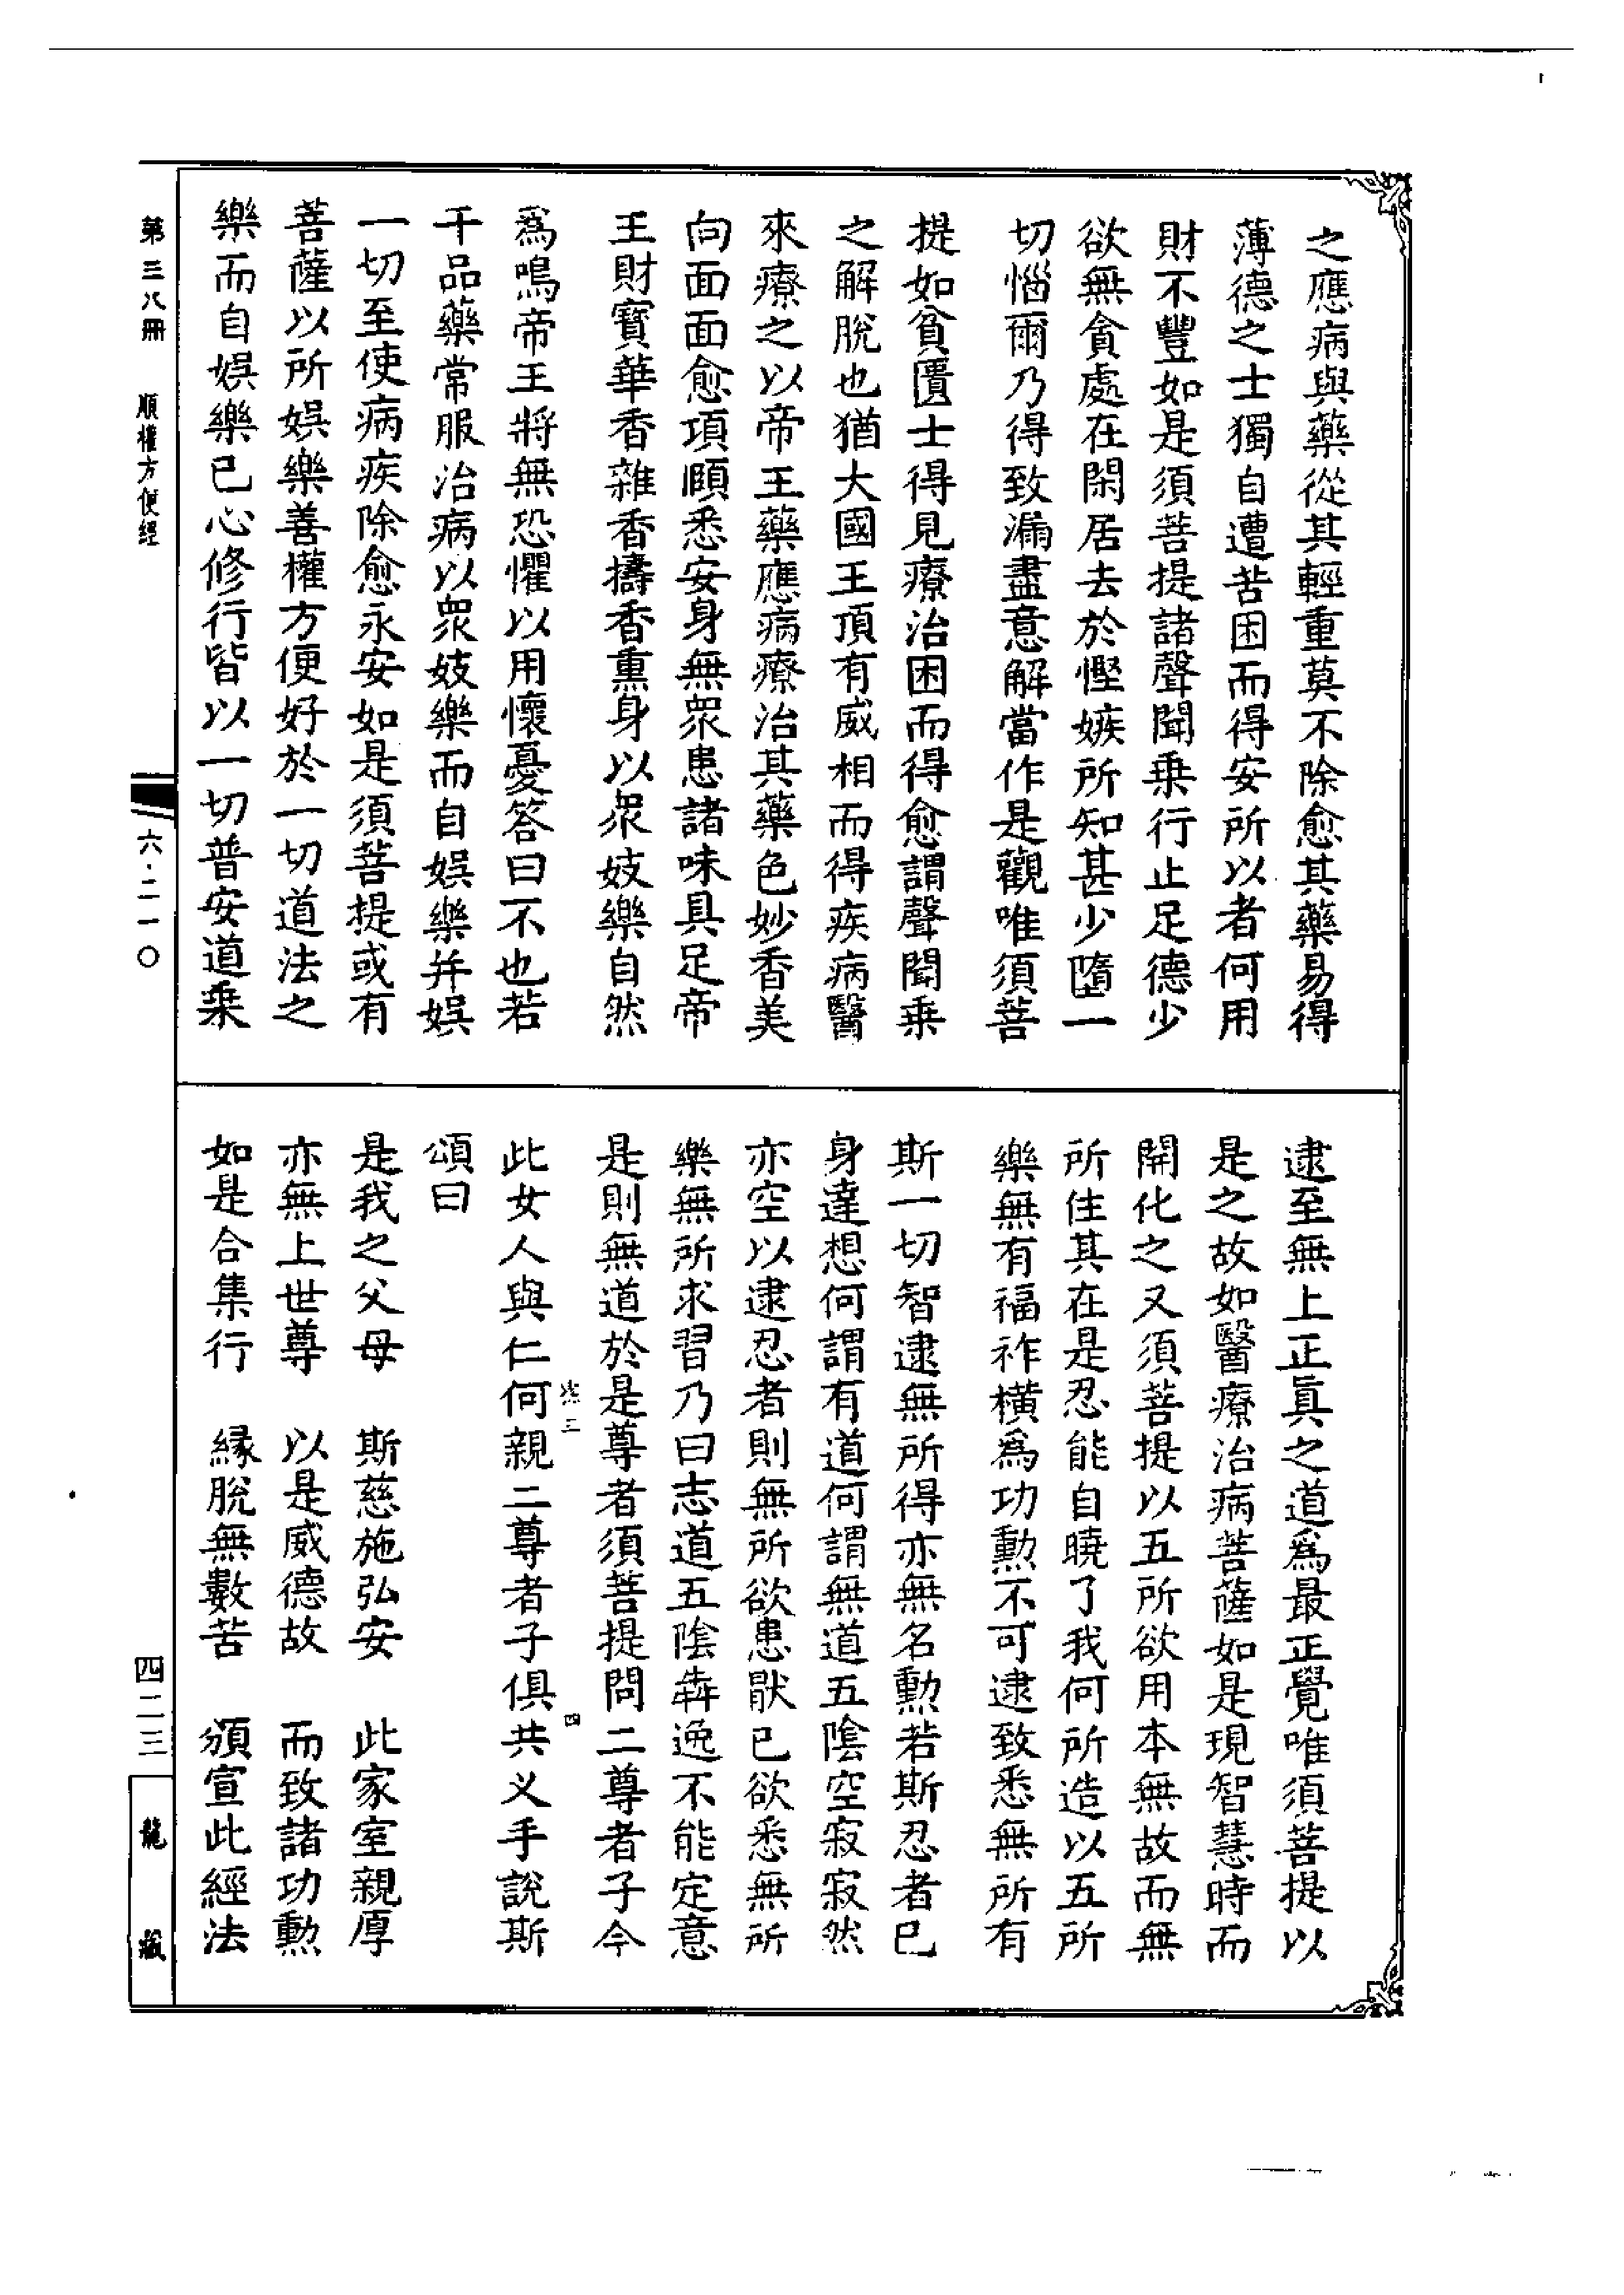 之應病與藥從其輕重莫不除愈其藥易得
薄德之士獨自遭苦困而得安所以者何用
財不豐如是須菩提諸聲聞乗行止足德少
欲無貪處在閑居去於慳嫉所知甚少墮一
切惱爾乃得致漏盡意解當作是觀唯須菩
提如貧匱士得見療治困而得愈謂聲聞乗
之解脫也猶大國王頂有威相而得疾病醫
來療之以帝王藥應病療治其藥色妙香美
向面面愈項頤悉安身無眾患諸味具足帝
王財寶華香雜香擣香熏身以眾妓樂自然
為鳴帝王將無恐懼以用懷憂答曰不也若
干品藥常服治病以眾妓樂而自娛樂并娛
一切至使病疾除愈永安如是須菩提或有
菩薩以所娛樂善權方便好於一切道法之
樂而自娛樂已心修行皆以一切普安道乘
逮至無上正真之道為最正覺唯須菩提以
是之故如醫療治病菩薩如是現智慧時而
開化之又須菩提以五所欲用本無故而無
所住其在是忍能自曉了我何所造以五所
樂無有福祚橫為功勲不可逮致悉無所有
斯一切智逮無所得亦無名勲若斯忍者已
身達想何謂有道何謂無道五陰空寂寂然
亦空以逮忍者則無所欲患猒已欲悉無所
樂無所求習乃曰志道五陰犇逸不能定意
是則無道於是尊者須菩提問二尊者子今
此女人與仁何親二尊者子俱共叉手說斯
頌曰
是我之父母　斯慈施弘安　此家室親厚
亦無上世尊　以是威德故　而致諸功勲
如是合集行　緣脫無數苦　頒宣此經法
第三八冊　順權方便經
六·二一〇
四二三
龍藏
三
四